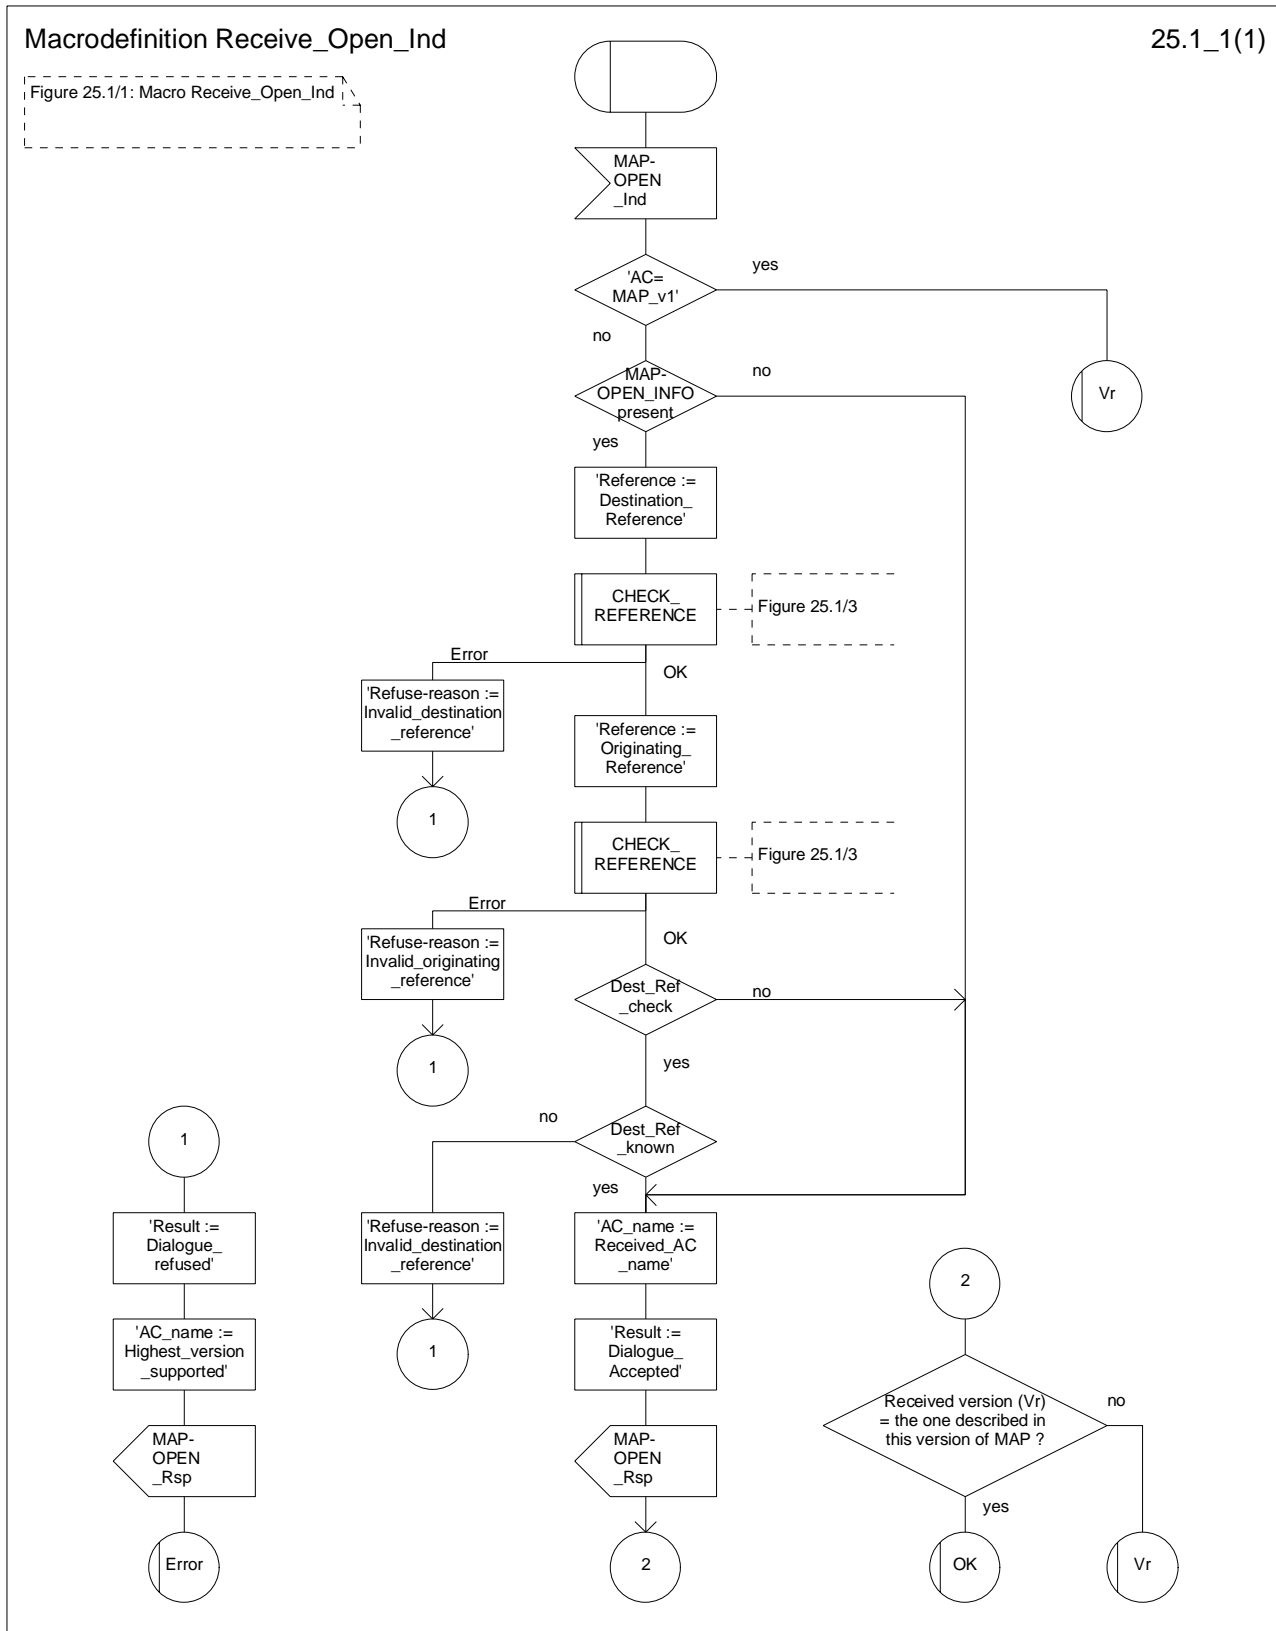 Macrodefinition Receive_Open_Ind
25.1_1(1)
Figure 25.1/1: Macro Receive_Open_Ind
MAP-
OPEN
_Ind
'AC=
MAP_v1'
yes
no
MAP-
OPEN_INFO
present
no
Vr
yes
'Reference :=
Destination_
Reference'
CHECK_
REFERENCE
Figure 25.1/3
Error
OK
'Refuse-reason :=
Invalid_destination
_reference'
'Reference :=
Originating_
Reference'
1
CHECK_
REFERENCE
Figure 25.1/3
Error
OK
'Refuse-reason :=
Invalid_originating
_reference'
Dest_Ref
_check
no
1
yes
1
no
Dest_Ref
_known
yes
'Result :=
Dialogue_
refused'
'Refuse-reason :=
Invalid_destination
_reference'
'AC_name :=
Received_AC
_name'
2
'AC_name :=
Highest_version
_supported'
1
'Result :=
Dialogue_
Accepted'
Received version (Vr)
= the one described in
this version of MAP ?
no
yes
MAP-
OPEN
_Rsp
MAP-
OPEN
_Rsp
Error
2
OK
Vr